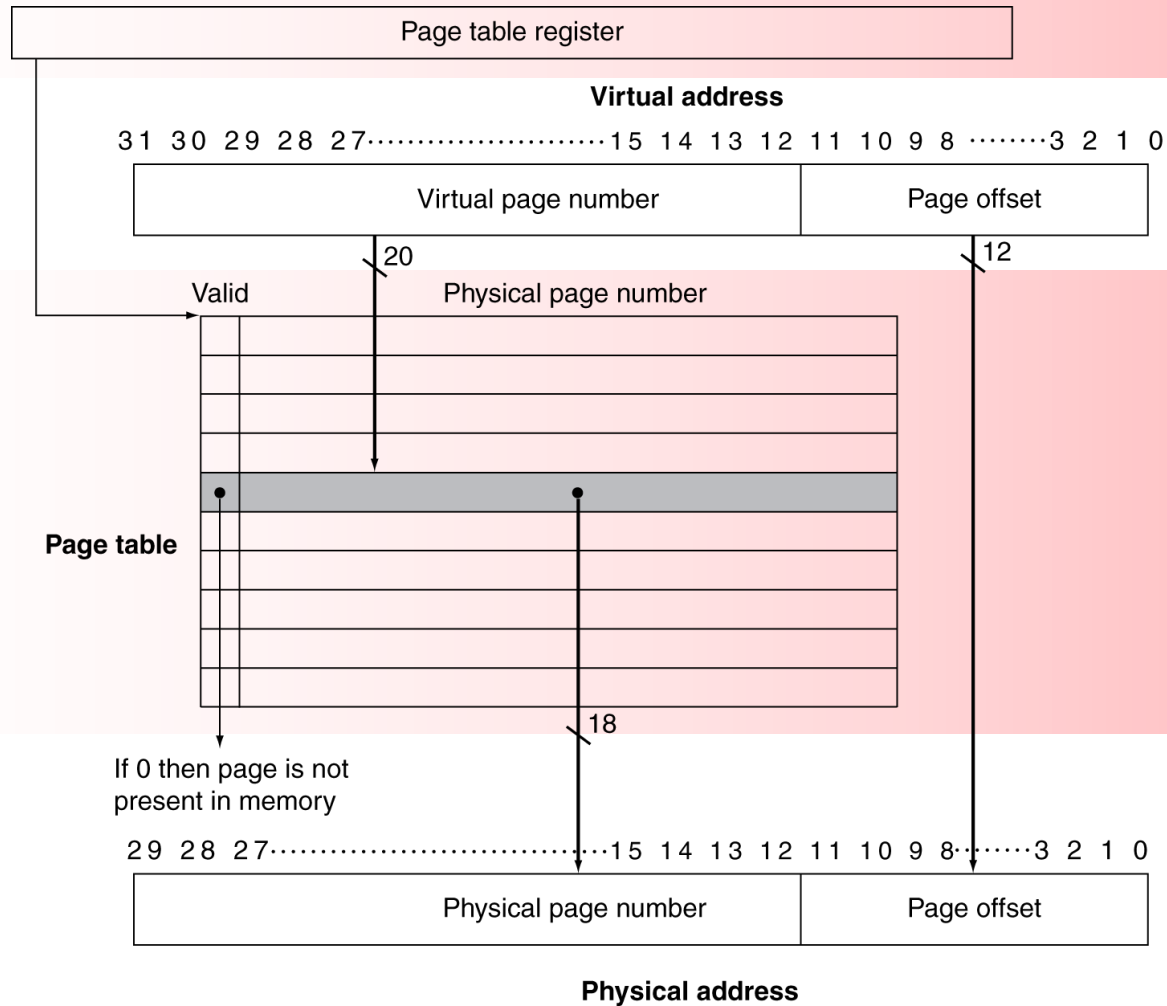 Page table register
Virtual address
31 30 29 28 27........................15 14 13 12 11 10 9 8 ........3 2 1 0
Virtual page number Page offset
20 12
Valid Physical page number
Page table
18
If 0 then page is not
present in memory
29 28 27..................................15 14 13 12 11 10 9 8........3 2 1 0
Physical page number Page offset
Physical address